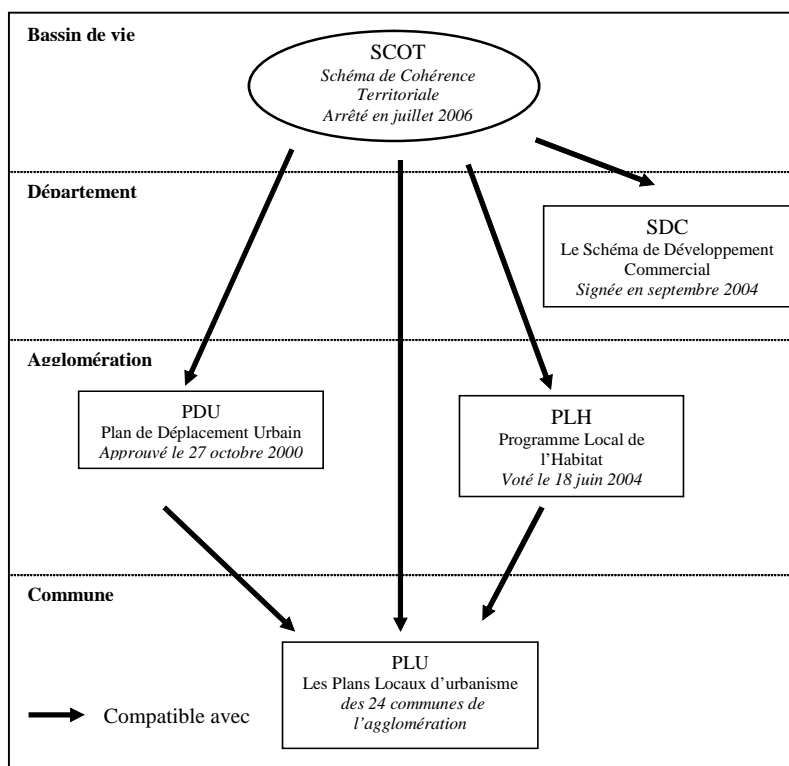 Bassin de vie
SCOT
Schéma de Cohérence
Territoriale
Arrêté en juillet 2006
Département
SDC
Le Schéma de Développement
Commercial
Signée en septembre 2004
Agglomération
PDU
Plan de Déplacement Urbain
Approuvé le 27 octobre 2000
PLH
Programme Local de
l'Habitat
Voté le 18 juin 2004
Commune
PLU
Les Plans Locaux d'urbanisme
des 24 communes de
l'agglomération
Compatible avec